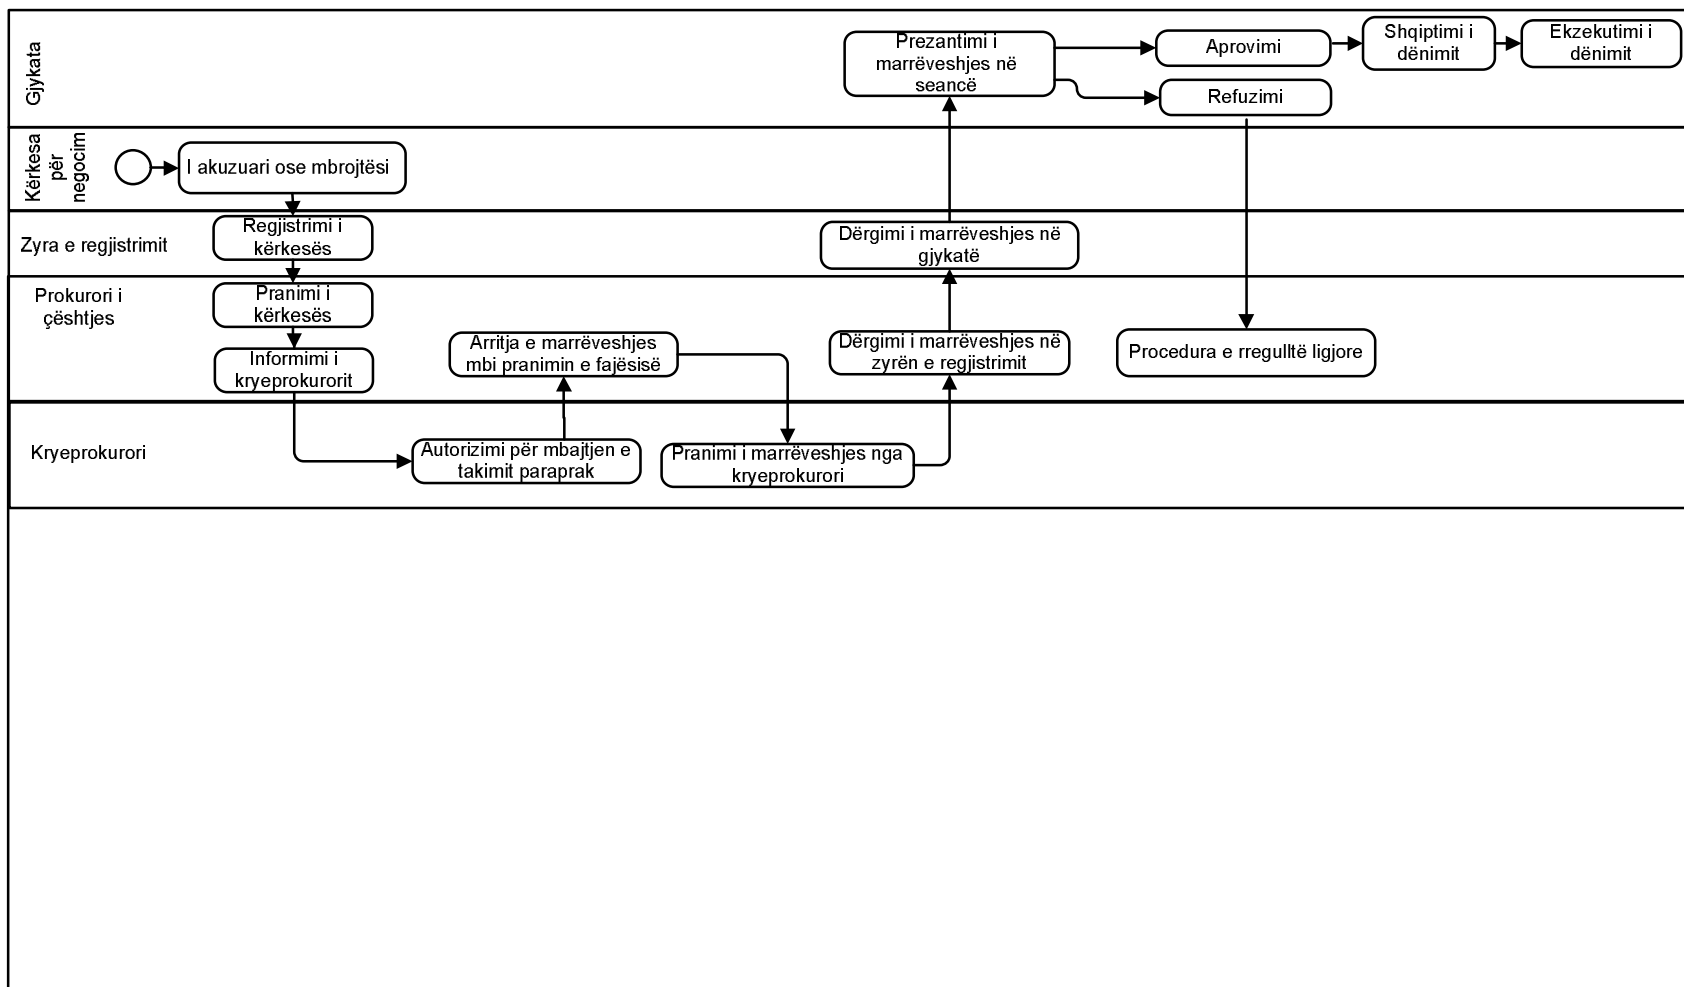 Gjykata
Prezantimi i
marrëveshjes në
seancë
Aprovimi
Shqiptimi i
dënimit
Ekzekutimi i
dënimit
Refuzimi
Kërkesa
për
negocim
I akuzuari ose mbrojtësi
Zyra e regjistrimit
Regjistrimi i
kërkesës
Dërgimi i marrëveshjes në
gjykatë
Prokurori i
çështjes
Pranimi i
kërkesës
Informimi i
kryeprokurorit
Arritja e marrëveshjes
mbi pranimin e fajësisë
Dërgimi i marrëveshjes në
zyrën e regjistrimit
Procedura e rregulltë ligjore
Kryeprokurori
Autorizimi për mbajtjen e
takimit paraprak
Pranimi i marrëveshjes nga
kryeprokurori